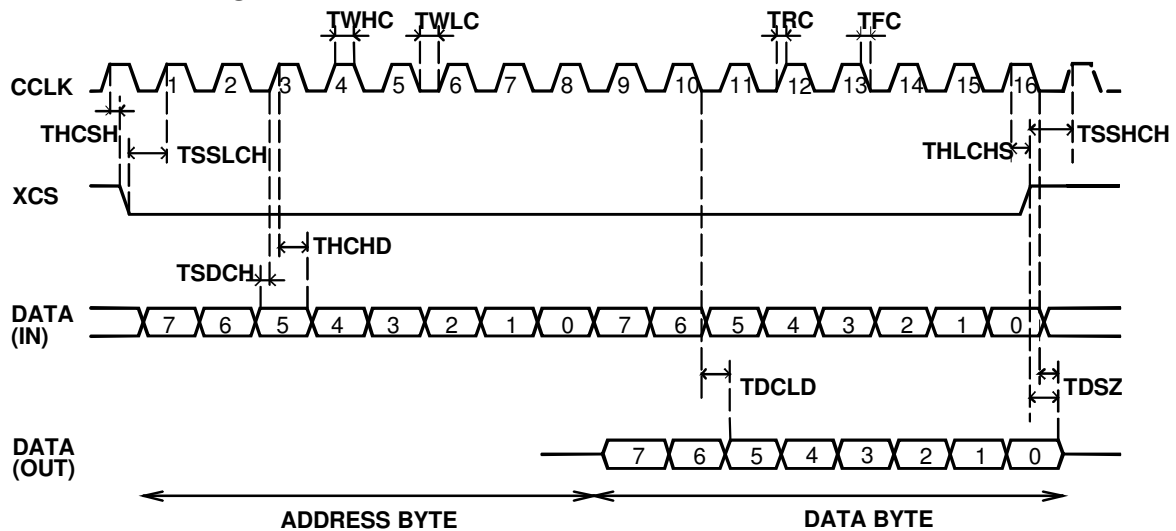 TWHC TWLC TRC TFC
CCLK 1 2 3 4 5 6 7 8 9 10 11 12 13 14 15 16
THCSH TSSLCH THLCHS TSSHCH
XCS
THCHD
TSDCH
DATA (IN) 7 6 5 4 3 2 1 0 7 6 5 4 3 2 1 0
TDCLD TDSZ
DATA (OUT) 7 6 5 4 3 2 1 0
ADDRESS BYTE DATA BYTE